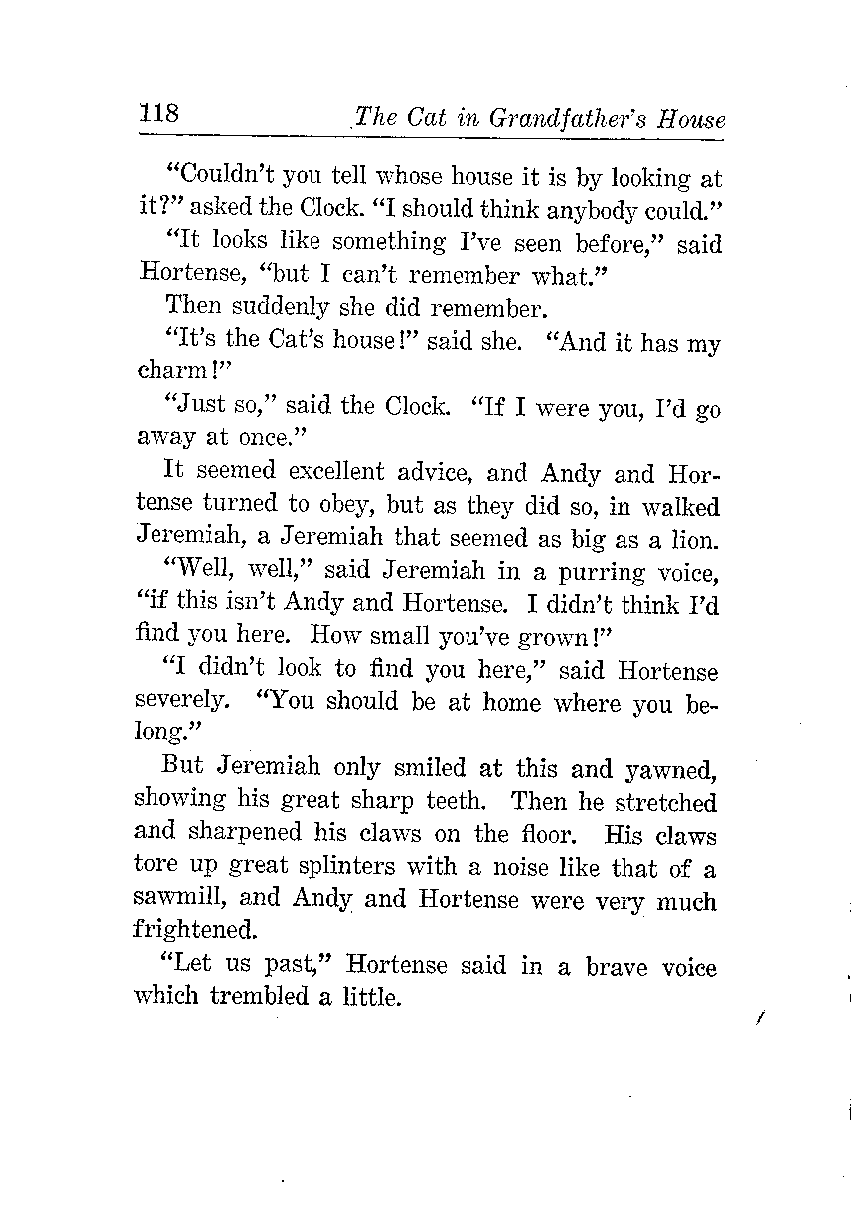 118 The Cat in Grandfather's House
“Couldn’t you tell whose house it is by looking at
it?” asked the Clock. “I should think anybody could.”
“It looks like something I’ve seen before,” said
Hortense, “but I can’t remember what.”
Then suddenly she did remember.
“It’s the Cat’s house!” said she. “And it has my
charm!”
“Just so,” said the Clock. “If I were you, I’d go
away at once.”
It seemed excellent advice, and Andy and Hor-
tense turned to obey, but as they did so, in walked
Jeremiah, a Jeremiah that seemed as big as a lion.
“Well, well,” said Jeremiah in a purring voice,
“if this isn’t Andy and Hortense. I didn’t think I’d
find you here. How small you’ve grown!”
“I didn’t look to find you here,” said Hortense
severely. “You should be at home where you be-
long.”
But Jeremiah only smiled at this and yawned,
showing his great sharp teeth. Then he stretched
and sharpened his claws on the floor. His claws
tore up great splinters with a noise like that of a
sawmill, and Andy and Hortense were very much
frightened.
“Let us past,” Hortense said in a brave voice
which trembled a little.